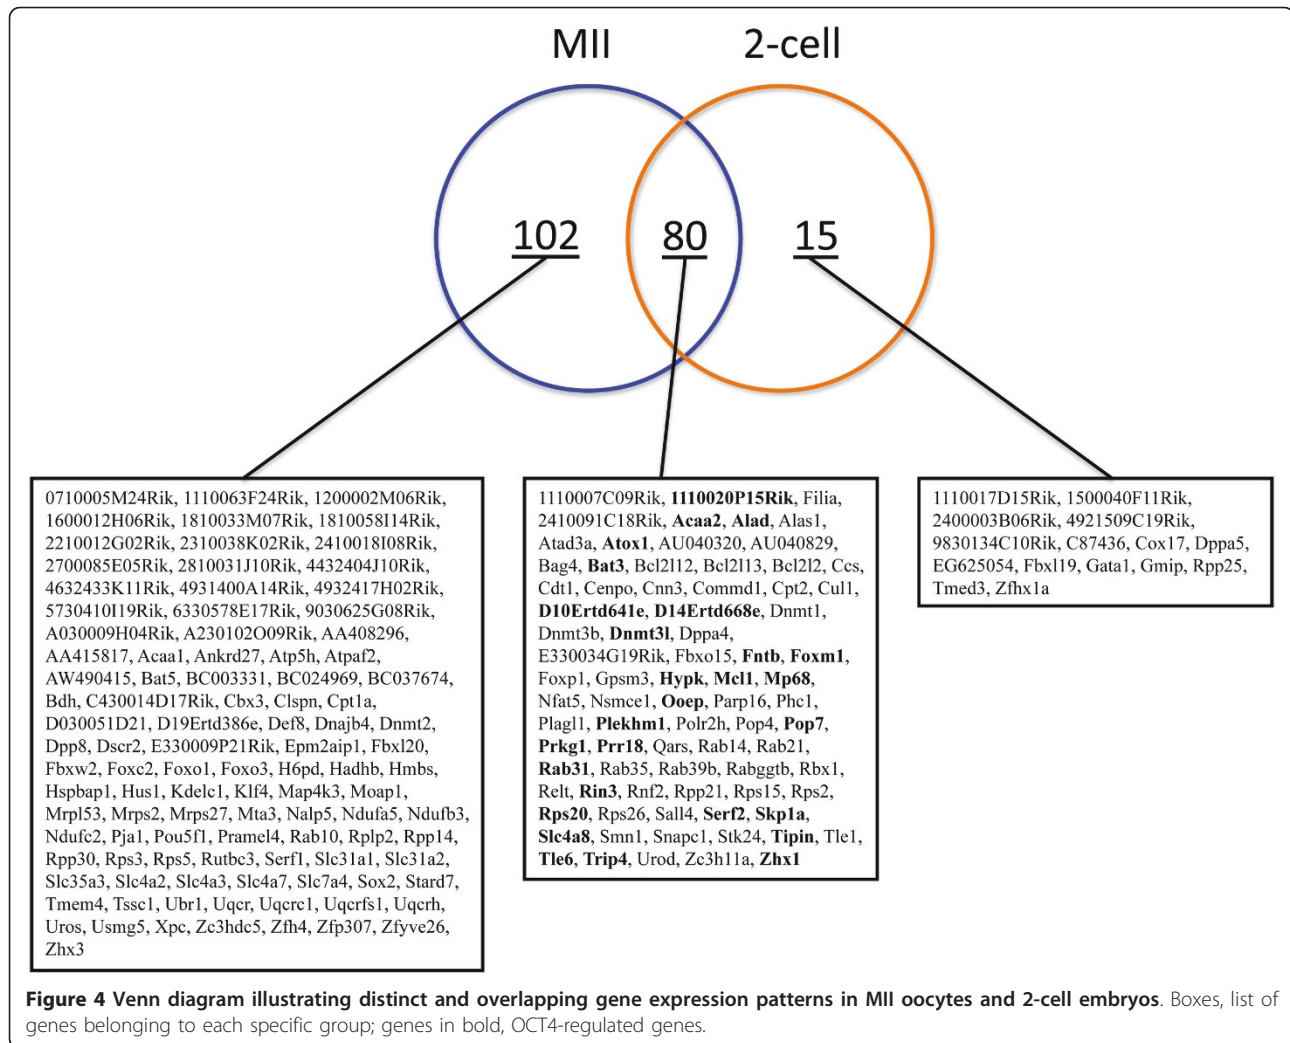 MII
2-cell
102
80
15
0710005M24Rik, 1110063F24Rik, 1200002M06Rik,
1600012H06Rik, 1810033M07Rik, 1810058I14Rik,
2210012G02Rik, 2310038K02Rik, 2410018I08Rik,
2700085E05Rik, 2810031J10Rik, 4432404J10Rik,
4632433K11Rik, 4931400A14Rik, 4932417H02Rik,
5730410I19Rik, 6330578E17Rik, 9030625G08Rik,
A030009H04Rik, A230102O09Rik, AA408296,
AA415817, Acaa1, Ankrd27, Atp5h, Atpaf2,
AW490415, Bat5, BC003331, BC024969, BC037674,
Bdh, C430014D17Rik, Cbx3, Clspn, Cpt1a,
D030051D21, D19Ertd386e, Def8, Dnajb4, Dnmt2,
Dpp8, Dscr2, E330009P21Rik, Epm2aip1, Fbxl20,
Fbxw2, Foxc2, Foxo1, Foxo3, H6pd, Hadhb, Hmbs,
Hspbap1, Hus1, Kdelc1, Klf4, Map4k3, Moap1,
Mrpl53, Mrps2, Mrps27, Mta3, Nalp5, Ndufa5, Ndufb3,
Ndufc2, Pja1, Pou5f1, Pramel4, Rab10, Rplp2, Rpp14,
Rpp30, Rps3, Rps5, Rutbc3, Serf1, Slc31a1, Slc31a2,
Slc35a3, Slc4a2, Slc4a3, Slc4a7, Slc7a4, Sox2, Stard7,
Tmem4, Tssc1, Ubr1, Uqcr, Uqcrc1, Uqcrfs1, Uqcrh,
Uros, Usmg5, Xpc, Zc3hdc5, Zfh4, Zfp307, Zfyve26,
Zhx3
1110007C09Rik, 1110020P15Rik, Filia,
2410091C18Rik, Acaa2, Alad, Alas1,
Atad3a, Atox1, AU040320, AU040829,
Bag4, Bat3, Bcl2l12, Bcl2l13, Bcl2l2, Ccs,
Cdt1, Cenpo, Cnn3, Commd1, Cpt2, Cul1,
D10Ertd641e, D14Ertd668e, Dnmt1,
Dnmt3b, Dnmt3l, Dppa4,
E330034G19Rik, Fbxo15, Fntb, Foxm1,
Foxp1, Gpsm3, Hypk, Mcl1, Mp68,
Nfat5, Nsmce1, Ooep, Parp16, Phc1,
Plagl1, Plekhm1, Polr2h, Pop4, Pop7,
Prkg1, Prr18, Qars, Rab14, Rab21,
Rab31, Rab35, Rab39b, Rabggtb, Rbx1,
Relt, Rin3, Rnf2, Rpp21, Rps15, Rps2,
Rps20, Rps26, Sall4, Serf2, Skp1a,
Slc4a8, Smn1, Snapc1, Stk24, Tipin, Tle1,
Tle6, Trip4, Urod, Zc3h11a, Zhx1
1110017D15Rik, 1500040F11Rik,
2400003B06Rik, 4921509C19Rik,
9830134C10Rik, C87436, Cox17, Dppa5,
EG625054, Fbxl19, Gata1, Gmip, Rpp25,
Tmed3, Zfhx1a
Figure 4 Venn diagram illustrating distinct and overlapping gene expression patterns in MII oocytes and 2-cell embryos. Boxes, list of
genes belonging to each specific group; genes in bold, OCT4-regulated genes.